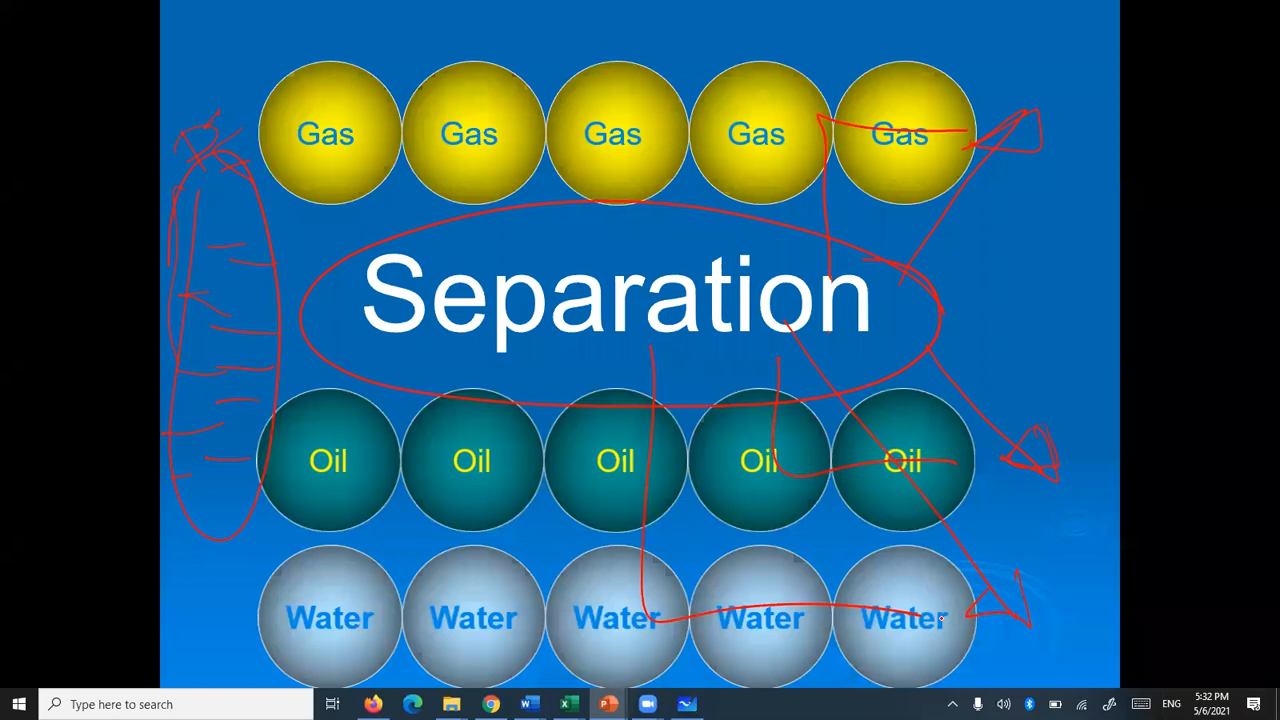 Gas Gas Gas Gas Gas
Separation
Oil Oil Oil Oil Oil
Water Water Water Water Water
Type here to search
ENG
5:32 PM
5/6/2021